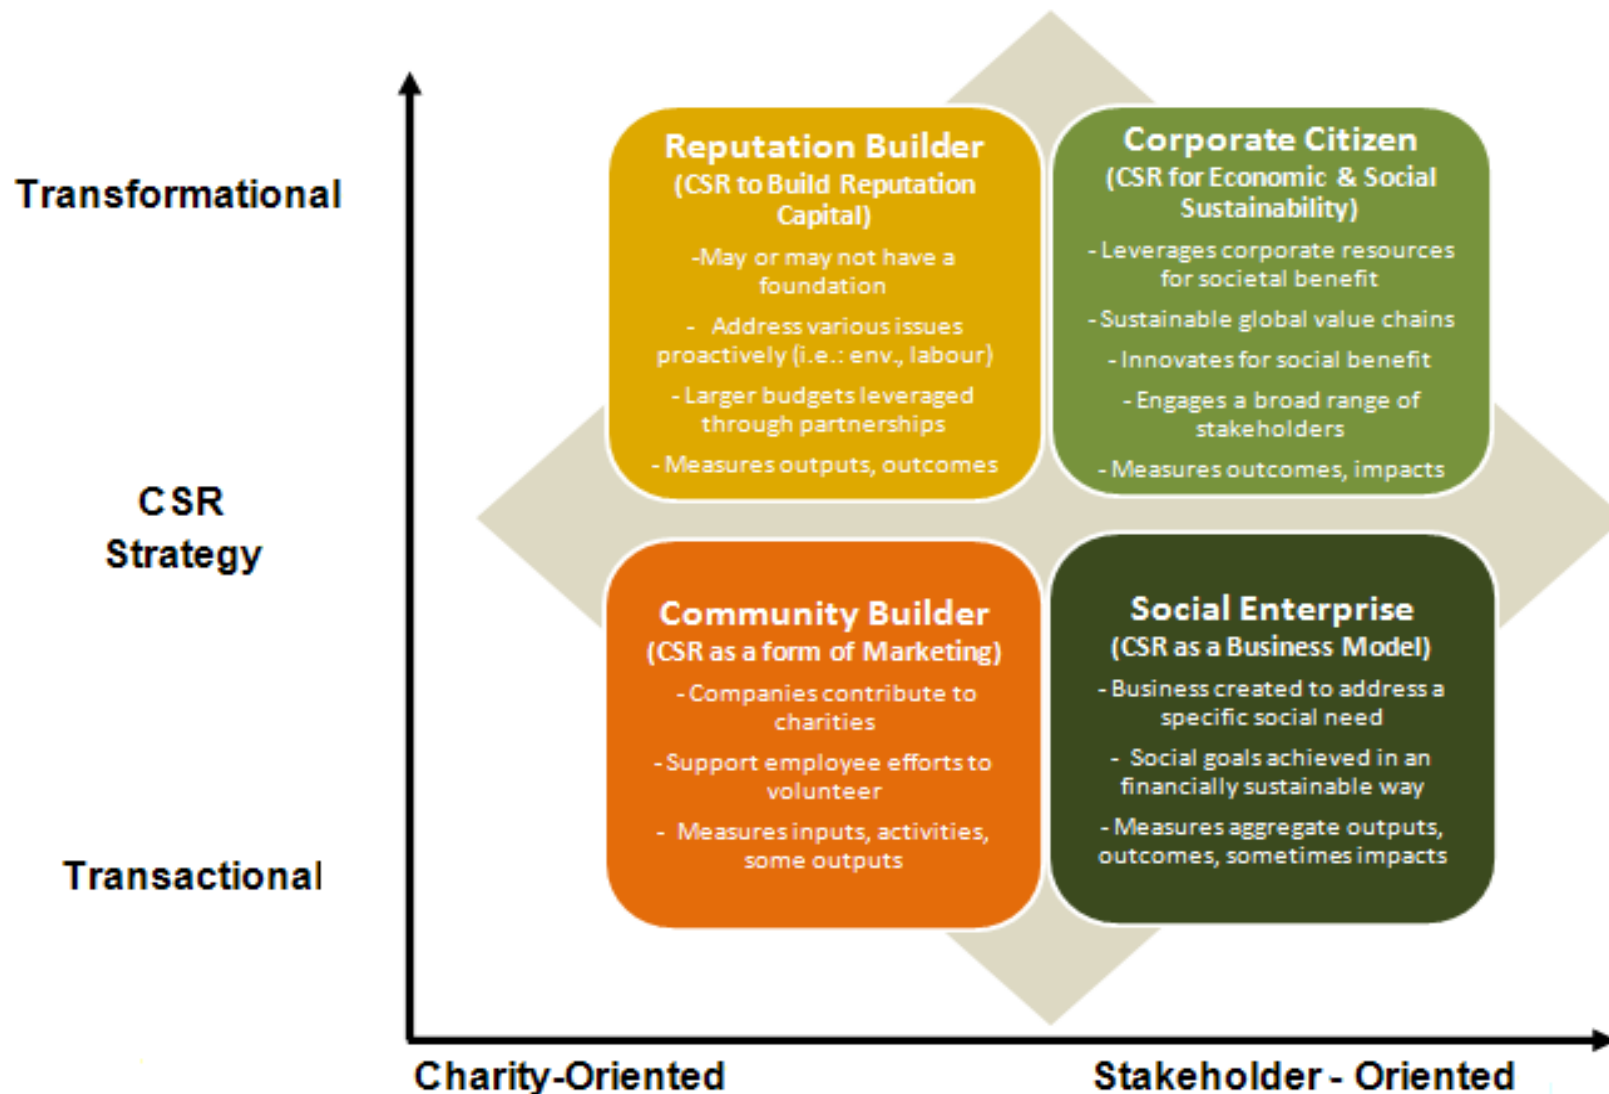 Transformational
CSR
Strategy
Transactional
Reputation Builder
(CSR to Build Reputation
Capital)
-May or may not have a
foundation
- Address various issues
proactively (i.e.: env., labour)
- Larger budgets leveraged
through partnerships
- Measures outputs, outcomes
Corporate Citizen
(CSR for Economic & Social
Sustainability)
- Leverages corporate resources
for societal benefit
- Sustainable global value chains
- Innovates for social benefit
- Engages a broad range of
stakeholders
- Measures outcomes, impacts
Community Builder
(CSR as a form of Marketing)
- Companies contribute to
charities
- Support employee efforts to
volunteer
- Measures inputs, activities,
some outputs
Social Enterprise
(CSR as a Business Model)
- Business created to address a
specific social need
- Social goals achieved in an
financially sustainable way
- Measures aggregate outputs,
outcomes, sometimes impacts
Charity-Oriented
Stakeholder - Oriented